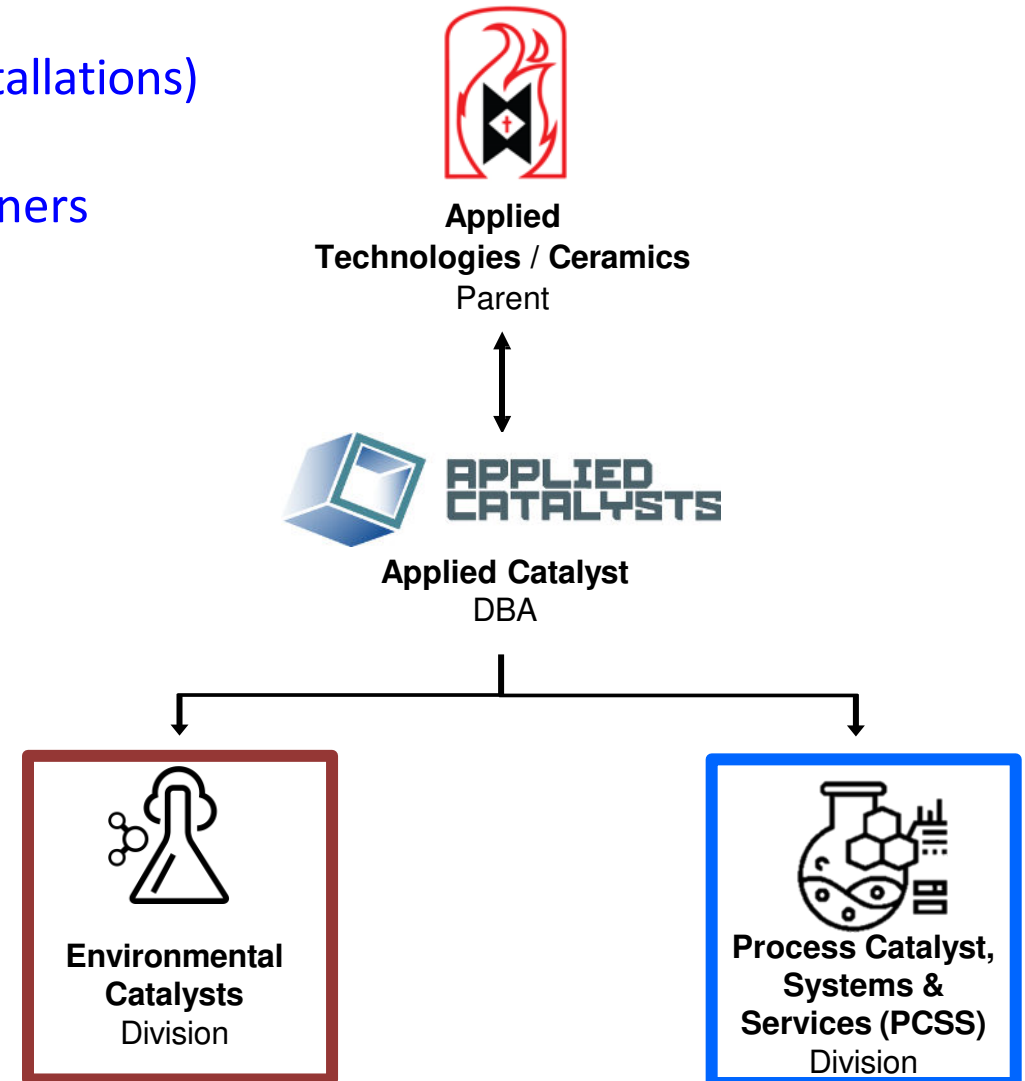 tallations)
ners
Applied
Technologies / Ceramics
Parent
APPLIED
CATALYSTS
Applied Catalyst
DBA
Environmental
Catalysts
Division
Process Catalyst,
Systems &
Services (PCSS)
Division